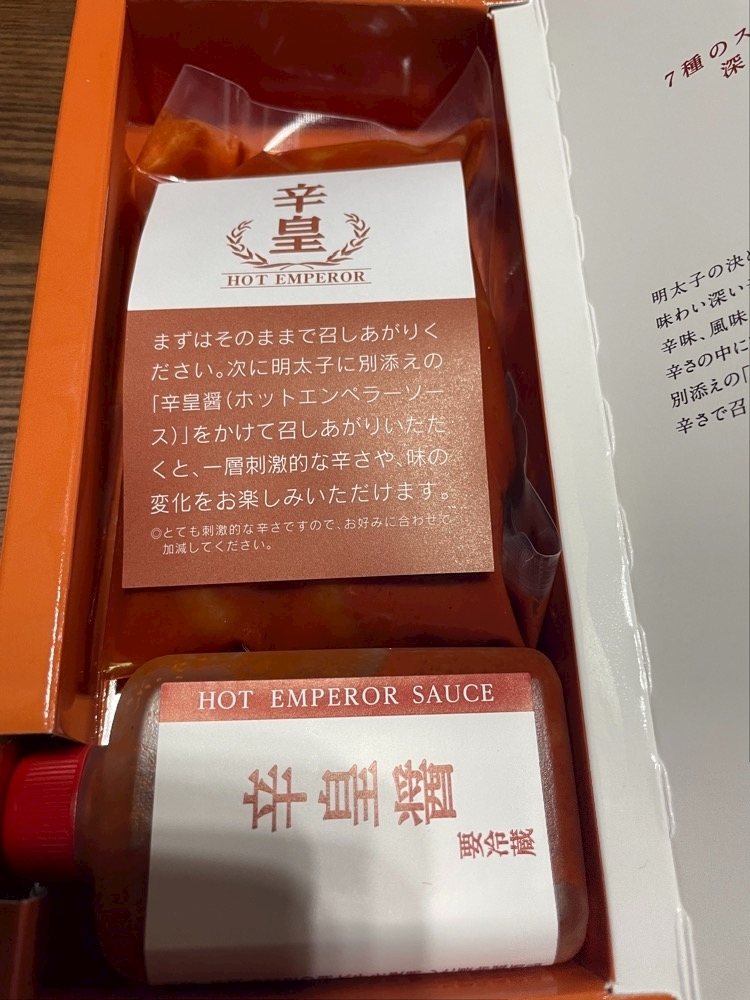 辛皇
HOT EMPEROR
まずはそのままで召しあがりく
ださい。次に明太子に別添えの
「辛皇醤(ホットエンペラーソー
ス)」をかけて召しあがりいただ
くと、一層刺激的な辛さや、味の
変化をお楽しみいただけます。
◎とても刺激的な辛さですので、お好みに合わせて
加減してください。
HOT EMPEROR SAUCE
辛皇醤
要冷蔵
7種のス
深
明太子の決
味わい深い
辛味、風味
辛さの中に
別添えの「
辛さで召